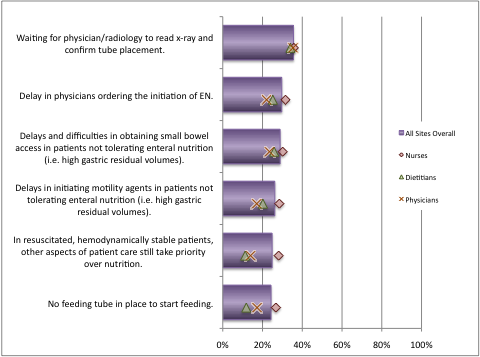 Waiting for physician/radiology to read x-ray and
confirm tube placement.
Delay in physicians ordering the initiation of EN.
Delays and difficulties in obtaining small bowel
access in patients not tolerating enteral nutrition
(i.e. high gastric residual volumes).
Delays in initiating motility agents in patients not
tolerating enteral nutrition (i.e. high gastric
residual volumes).
In resuscitated, hemodynamically stable patients,
other aspects of patient care still take priority
over nutrition.
No feeding tube in place to start feeding.
0% 20% 40% 60% 80% 100%
All Sites Overall
Nurses
Dietitians
Physicians